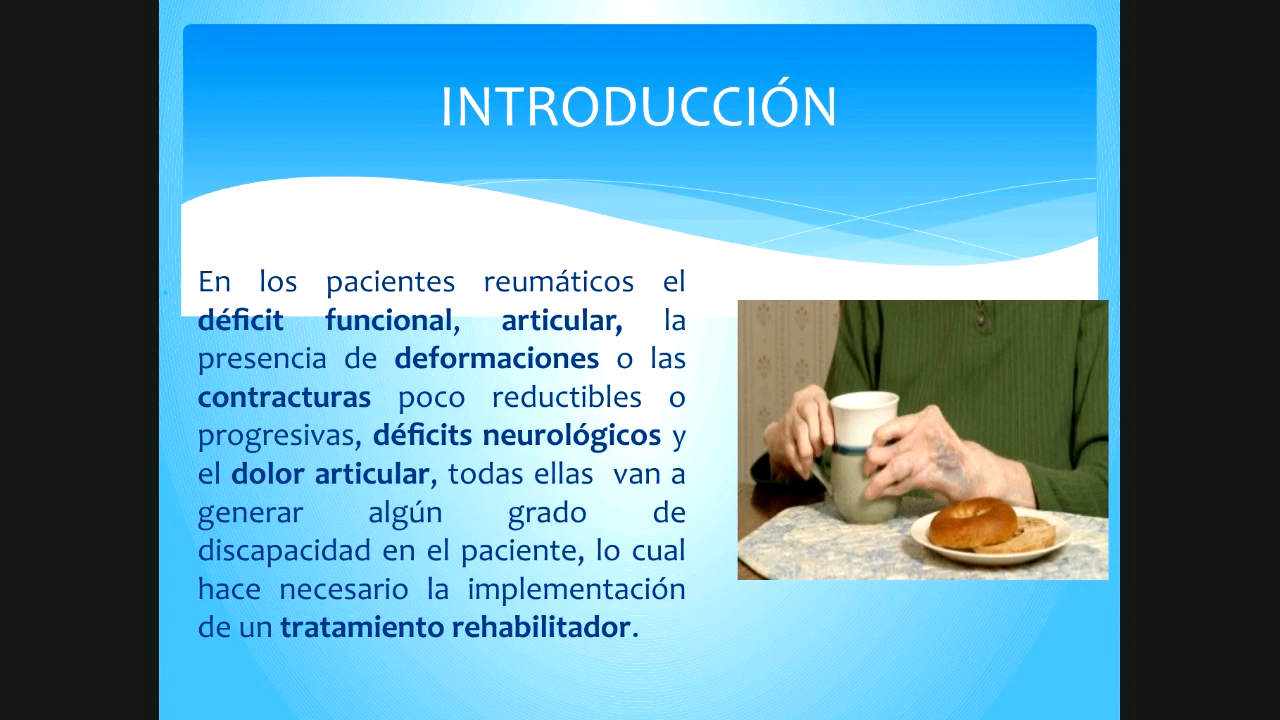 INTRODUCCIÓN
En los pacientes reumáticos el
déficit funcional, articular, la
presencia de deformaciones o las
contracturas poco reductibles o
progresivas, déficits neurológicos y
el dolor articular, todas ellas van a
generar algún grado de
discapacidad en el paciente, lo cual
hace necesario la implementación
de un tratamiento rehabilitador.